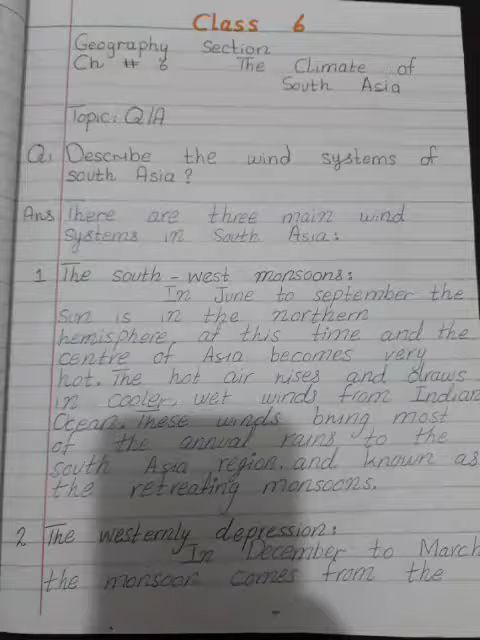 Class 6
Geography Section
Ch # 6 The Climate of
South Asia
Topic: Q/A
Q1 Describe the wind systems of
south Asia?
Ans There are three main wind
systems in South Asia:
1 The south-west monsoons:
In June to september the
Sun is in the northern
hemisphere, at this time and the
centre of Asia becomes very
hot. The hot air rises and draws
in cooler, wet winds from Indian
Ocean. These winds bring most
of the annual rains to the
south Asia region. and known as
the retreating monsoons.
2 The westernly depression:
In December to March
the monsoon comes from the